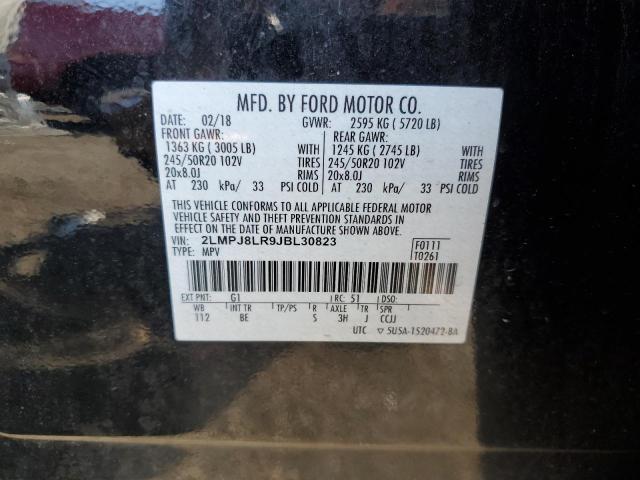 MFD. BY FORD MOTOR CO.
DATE: 02/18 GVWR: 2595 KG ( 5720 LB)
FRONT GAWR: REAR GAWR:
1363 KG ( 3005 LB) WITH 1245 KG ( 2745 LB) WITH
245/50R20 102V TIRES 245/50R20 102V TIRES
20x8.0J RIMS 20x8.0J RIMS
AT 230 kPa/ 33 PSI COLD AT 230 kPa/ 33 PSI COLD
THIS VEHICLE CONFORMS TO ALL APPLICABLE FEDERAL MOTOR
VEHICLE SAFETY AND THEFT PREVENTION STANDARDS IN
EFFECT ON THE DATE OF MANUFACTURE SHOWN ABOVE.
VIN: 2LMPJ8LR9JBL30823 F0111
TYPE: MPV T0261
EXT PNT: G1 RC: 51 DSO:
WB INT TR TP/PS R AXLE TR SPR
112 BE S 3H J CCJJ
UTC ▽ 5U5A-1520472-BA